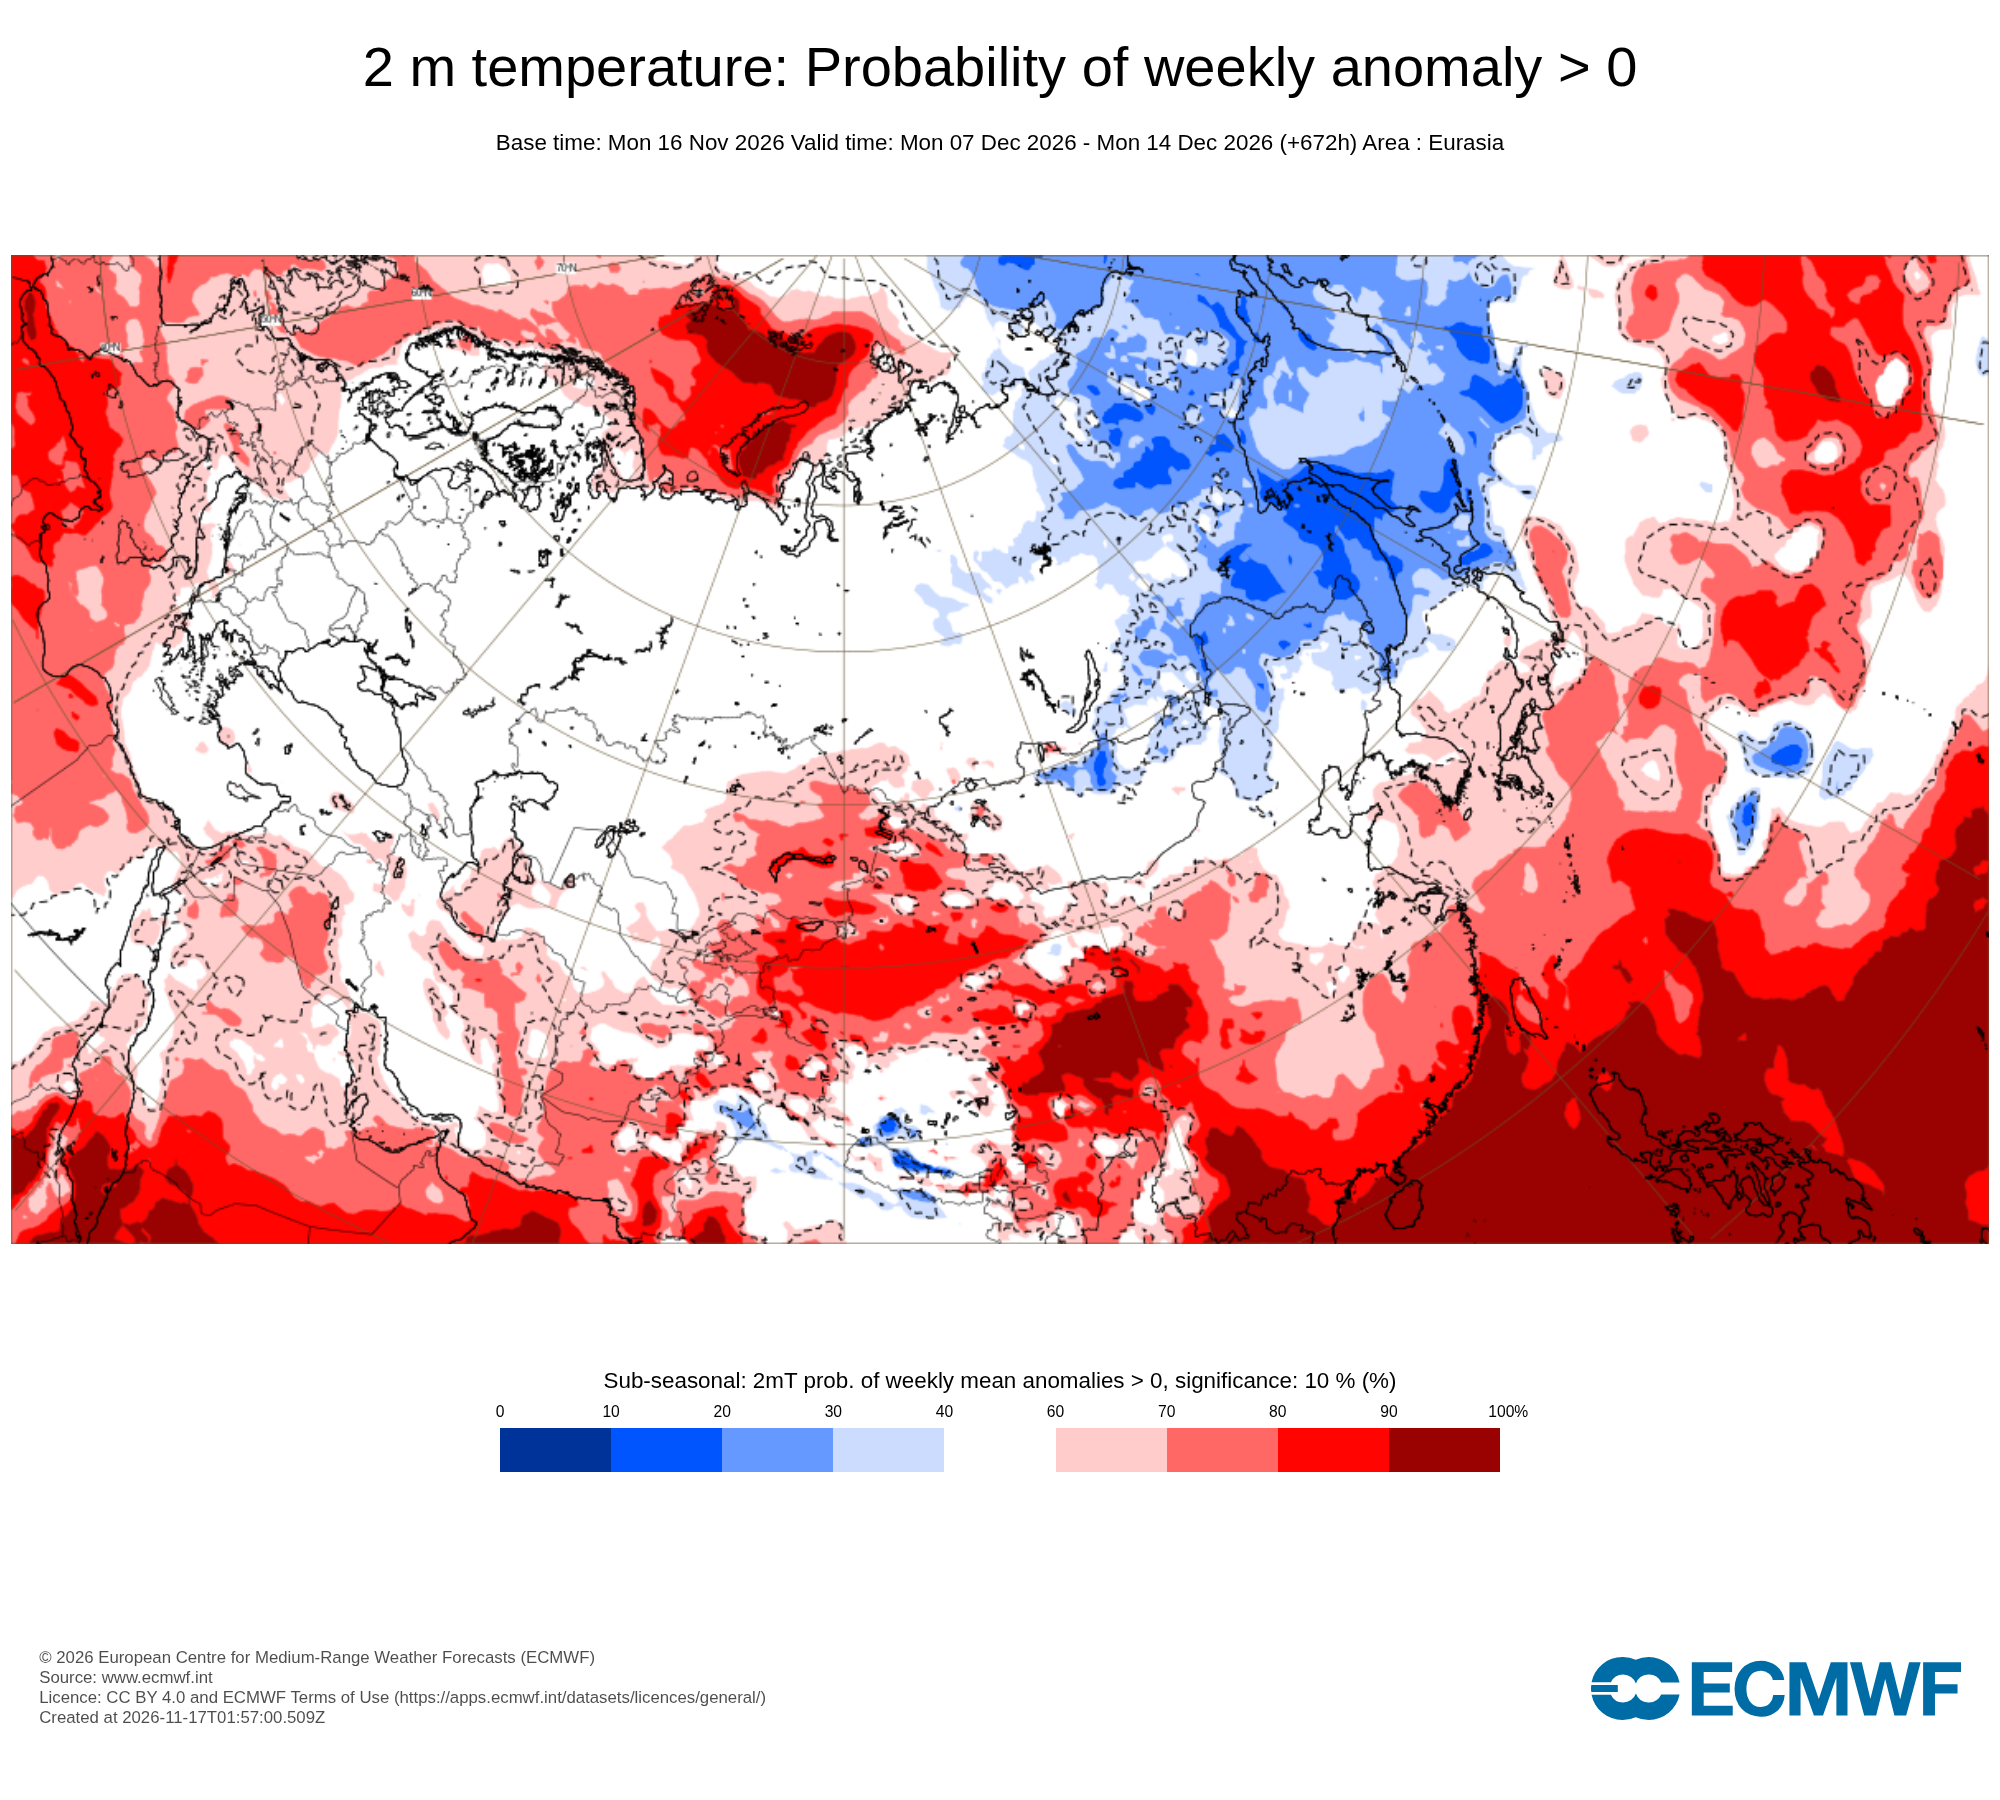 2 m temperature: Probability of weekly anomaly > 0
Base time: Mon 16 Nov 2026 Valid time: Mon 07 Dec 2026 - Mon 14 Dec 2026 (+672h) Area : Eurasia
70°N
60°N
50°N
40°N
Sub-seasonal: 2mT prob. of weekly mean anomalies > 0, significance: 10 % (%)
0 10 20 30 40 60 70 80 90 100%
© 2026 European Centre for Medium-Range Weather Forecasts (ECMWF)
Source: www.ecmwf.int
Licence: CC BY 4.0 and ECMWF Terms of Use (https://apps.ecmwf.int/datasets/licences/general/)
Created at 2026-11-17T01:57:00.509Z
ECMWF